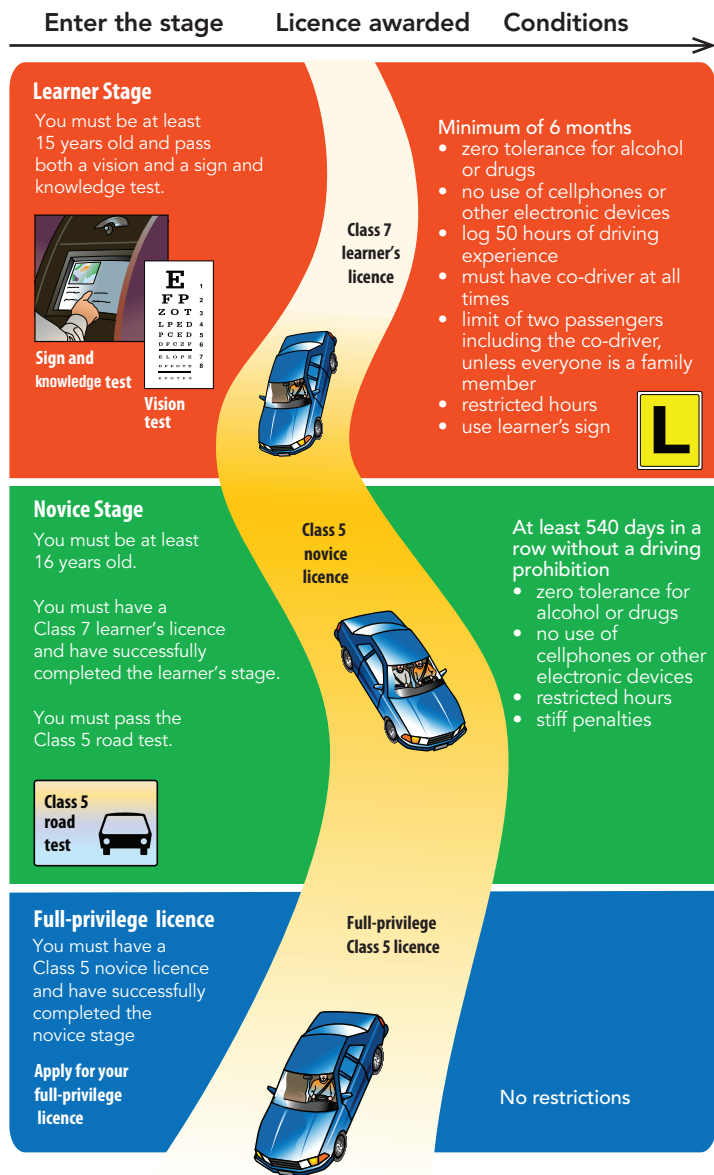 Enter the stage
Licence awarded
Conditions
Learner Stage
You must be at least
15 years old and pass
both a vision and a sign and
knowledge test.
Sign and
knowledge test
E 1
F P 2
Z O T 3
L P E D 4
P C E D 5
D F C Z P 6
E L O P Z 7
D P P O T E 8
Vision
test
Class 7
learner's
licence
Minimum of 6 months
• zero tolerance for alcohol
or drugs
• no use of cellphones or
other electronic devices
• log 50 hours of driving
experience
• must have co-driver at all
times
• limit of two passengers
including the co-driver,
unless everyone is a family
member
• restricted hours
• use learner's sign
L
Novice Stage
You must be at least
16 years old.
You must have a
Class 7 learner's licence
and have successfully
completed the learner's stage.
You must pass the
Class 5 road test.
Class 5
road
test
Class 5
novice
licence
At least 540 days in a
row without a driving
prohibition
• zero tolerance for
alcohol or drugs
• no use of
cellphones or other
electronic devices
• restricted hours
• stiff penalties
Full-privilege licence
You must have a
Class 5 novice licence
and have successfully
completed the
novice stage
Apply for your
full-privilege
licence
Full-privilege
Class 5 licence
No restrictions